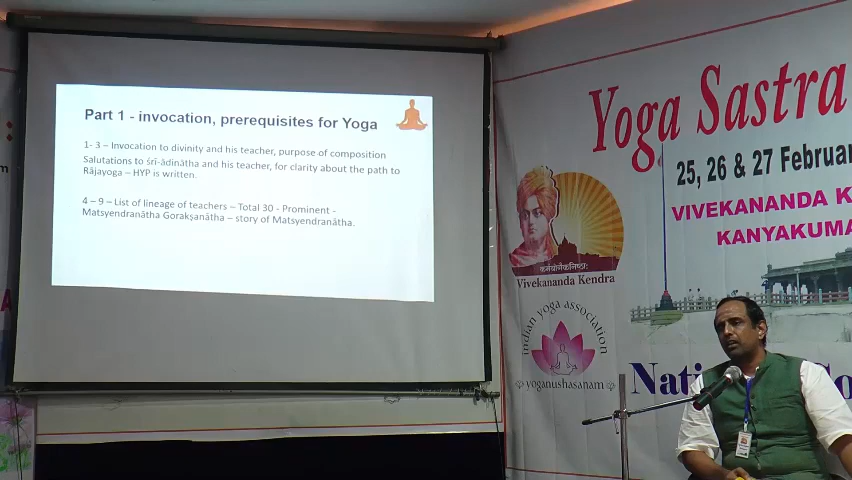 Part 1 - invocation, prerequisites for Yoga
1- 3 – Invocation to divinity and his teacher, purpose of composition
Salutations to śrī-ādinātha and his teacher, for clarity about the path to
Rājayoga – HYP is written.
4 – 9 – List of lineage of teachers – Total 30 - Prominent -
Matsyendranātha Gorakṣanātha – story of Matsyendranātha.
Yoga Sastra
25, 26 & 27 Februa
VIVEKANANDA K
KANYAKUMA
Vivekananda Kendra
indian yoga association
yoganushasanam
Nati